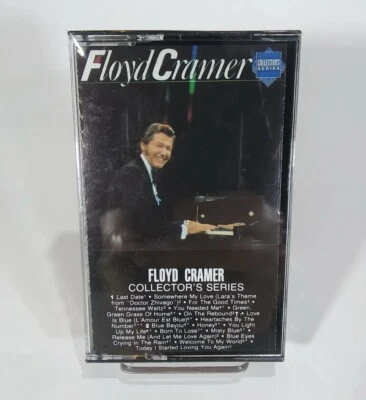 Floyd Cramer
COLLECTOR'S
SERIES
FLOYD CRAMER
COLLECTOR'S SERIES
1 Last Date • Somewhere My Love (Lara's Theme
from "Doctor Zhivago") • For The Good Times •
Tennessee Waltz • You Needed Me • Green,
Green Grass Of Home • On The Rebound • Love
Is Blue (L'Amour Est Bleu) • Heartaches By The
Number 2 Blue Bayou • Honey • You Light
Up My Life • Born To Lose • Misty Blue •
Release Me (And Let Me Love Again) • Blue Eyes
Crying In The Rain • Welcome To My World •
Today I Started Loving You Again